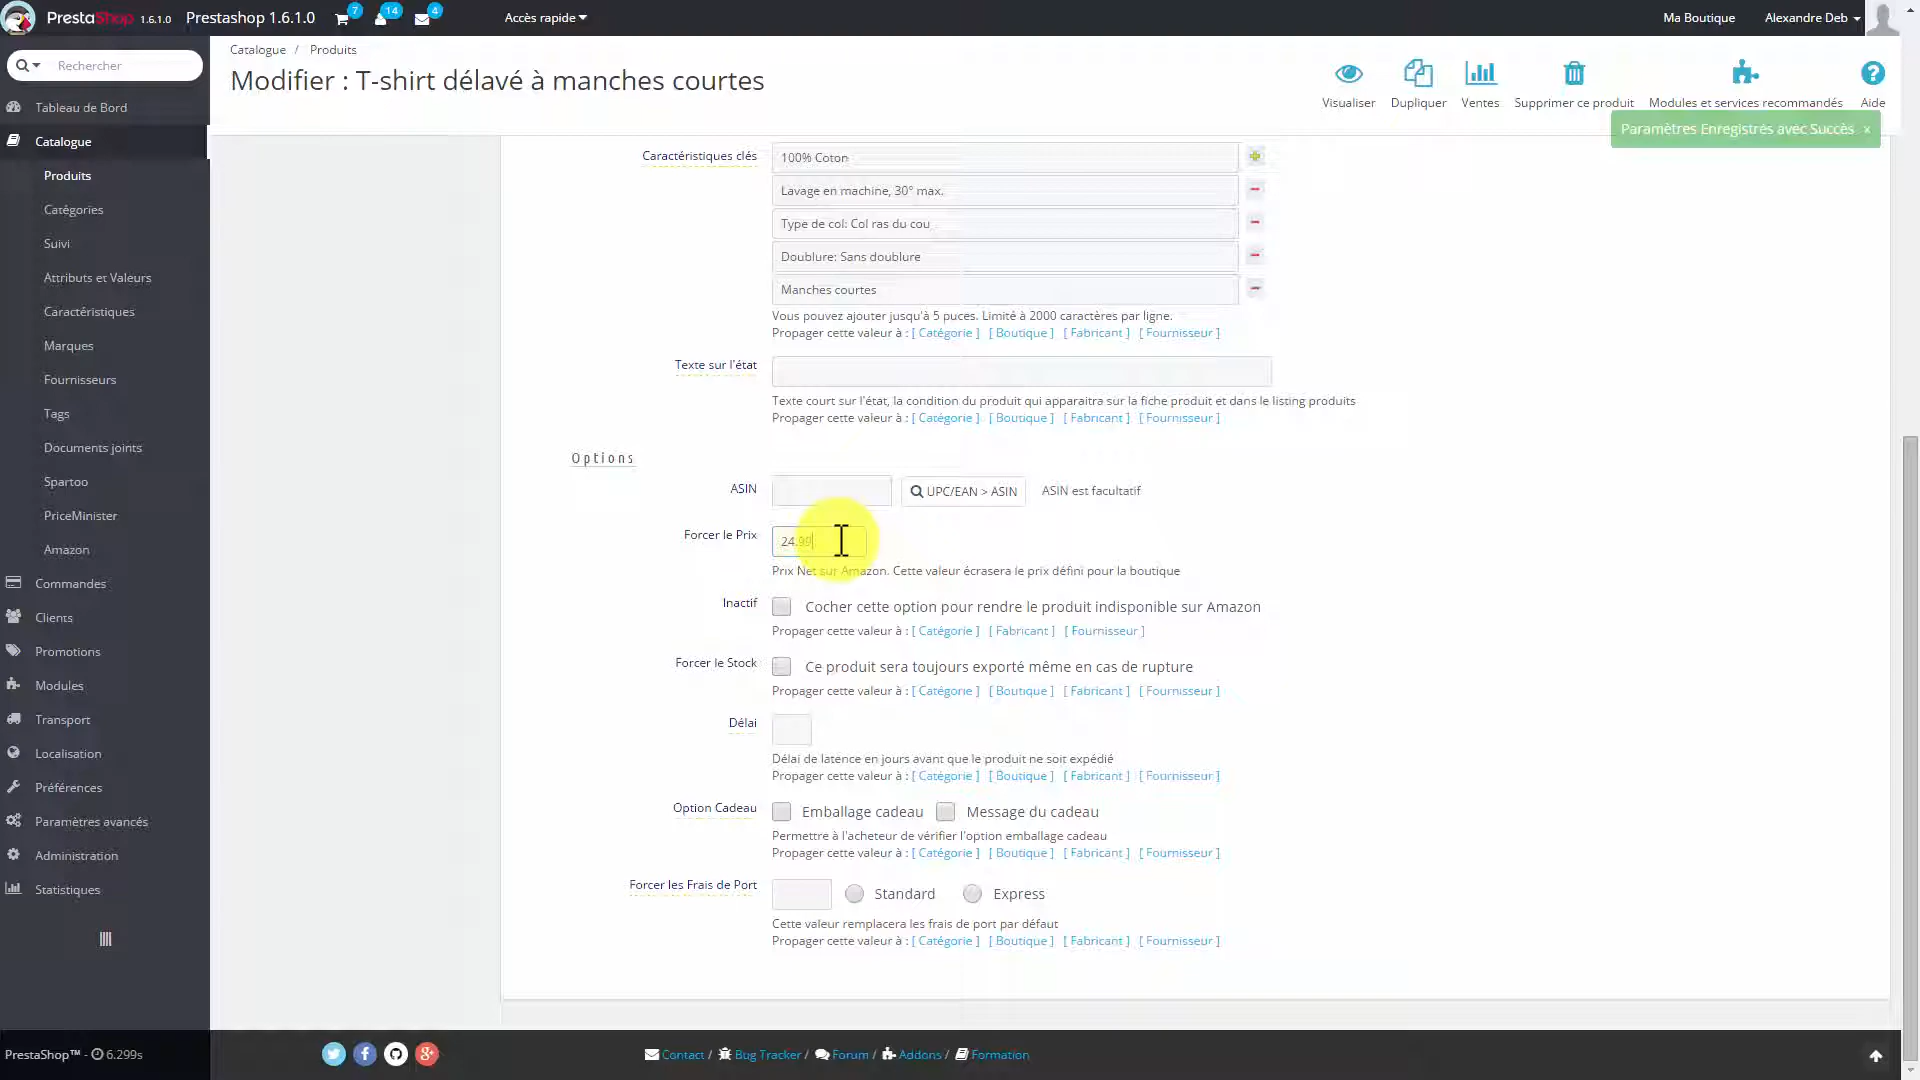 PrestaShop 1.6.1.0 Prestashop 1.6.1.0 7 14 4 Accès rapide Ma Boutique Alexandre Deb
Rechercher
Tableau de Bord
Catalogue
Produits
Catégories
Suivi
Attributs et Valeurs
Caractéristiques
Marques
Fournisseurs
Tags
Documents joints
Spartoo
PriceMinister
Amazon
Commandes
Clients
Promotions
Modules
Transport
Localisation
Préférences
Paramètres avancés
Administration
Statistiques
Catalogue / Produits
Modifier : T-shirt délavé à manches courtes
Visualiser Dupliquer Ventes Supprimer ce produit Modules et services recommandés Aide
Paramètres Enregistrés avec Succès x
Caractéristiques clés 100% Coton
Lavage en machine, 30° max.
Type de col: Col ras du cou
Doublure: Sans doublure
Manches courtes
Vous pouvez ajouter jusqu'à 5 puces. Limité à 2000 caractères par ligne.
Propager cette valeur à : [ Catégorie ] [ Boutique ] [ Fabricant ] [ Fournisseur ]
Texte sur l'état
Texte court sur l'état, la condition du produit qui apparaitra sur la fiche produit et dans le listing produits
Propager cette valeur à : [ Catégorie ] [ Boutique ] [ Fabricant ] [ Fournisseur ]
Options
ASIN UPC/EAN > ASIN ASIN est facultatif
Forcer le Prix 24.99
Prix Net sur Amazon. Cette valeur écrasera le prix défini pour la boutique
Inactif Cocher cette option pour rendre le produit indisponible sur Amazon
Propager cette valeur à : [ Catégorie ] [ Fabricant ] [ Fournisseur ]
Forcer le Stock Ce produit sera toujours exporté même en cas de rupture
Propager cette valeur à : [ Catégorie ] [ Boutique ] [ Fabricant ] [ Fournisseur ]
Délai
Délai de latence en jours avant que le produit ne soit expédié
Propager cette valeur à : [ Catégorie ] [ Boutique ] [ Fabricant ] [ Fournisseur ]
Option Cadeau Emballage cadeau Message du cadeau
Permettre à l'acheteur de vérifier l'option emballage cadeau
Propager cette valeur à : [ Catégorie ] [ Boutique ] [ Fabricant ] [ Fournisseur ]
Forcer les Frais de Port Standard Express
Cette valeur remplacera les frais de port par défaut
Propager cette valeur à : [ Catégorie ] [ Boutique ] [ Fabricant ] [ Fournisseur ]
PrestaShop™ - 6.299s Contact / Bug Tracker / Forum / Addons / Formation